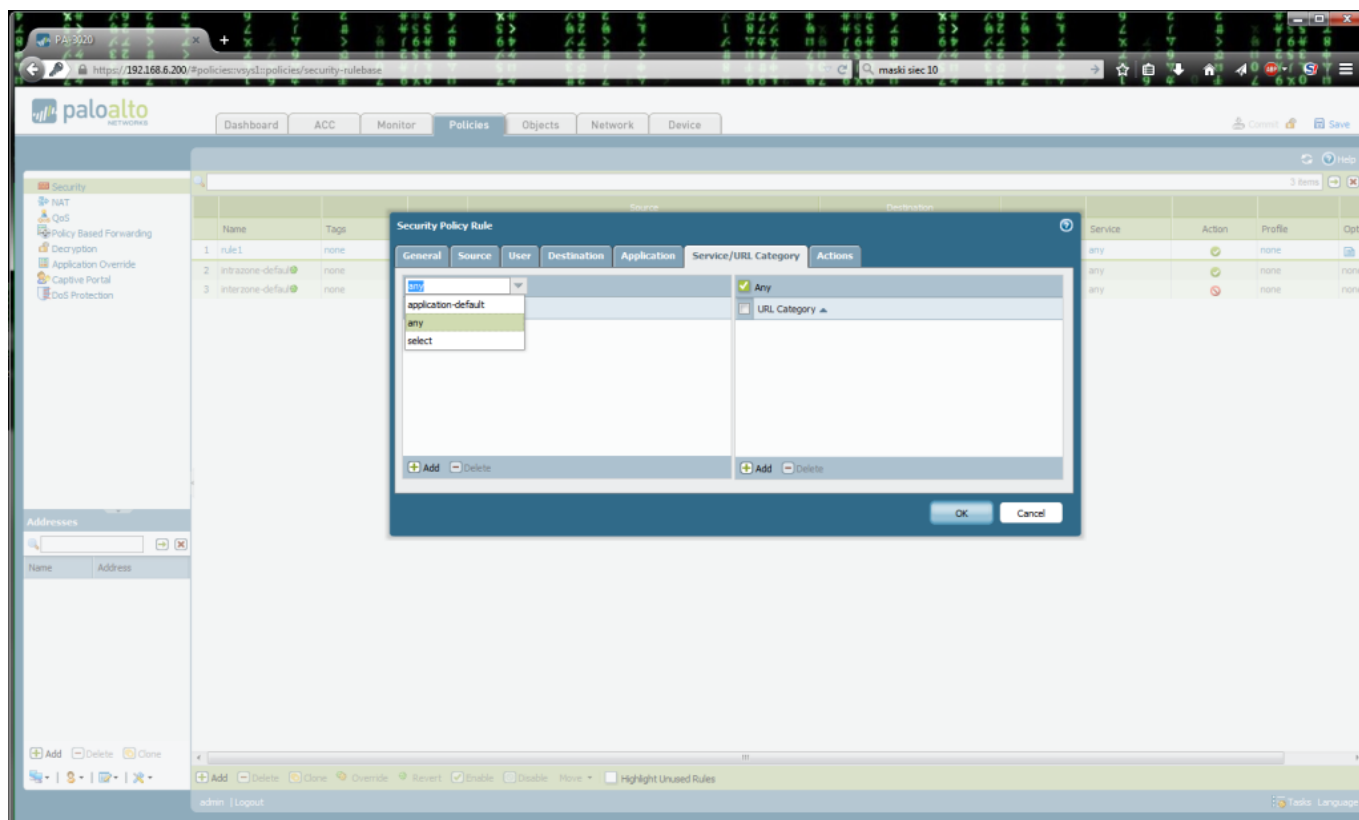 PA-3020
https://192.168.6.200/#policies::vsys1::policies/security-rulebase
maski siec 10
paloalto
NETWORKS
Dashboard ACC Monitor Policies Objects Network Device
Commit Save
Help
3 items
Security
NAT
QoS
Policy Based Forwarding
Decryption
Application Override
Captive Portal
DoS Protection
Source Destination
Name Tags Service Action Profile
1 rule1 none any none
2 intrazone-default none any none
3 interzone-default none any none
Security Policy Rule
General Source User Destination Application Service/URL Category Actions
any
application-default
any
select
Any
URL Category
Add Delete
Add Delete
OK Cancel
Addresses
Name Address
Add Delete Clone
Add Delete Clone Override Revert Enable Disable Move Highlight Unused Rules
admin | Logout
Tasks Language